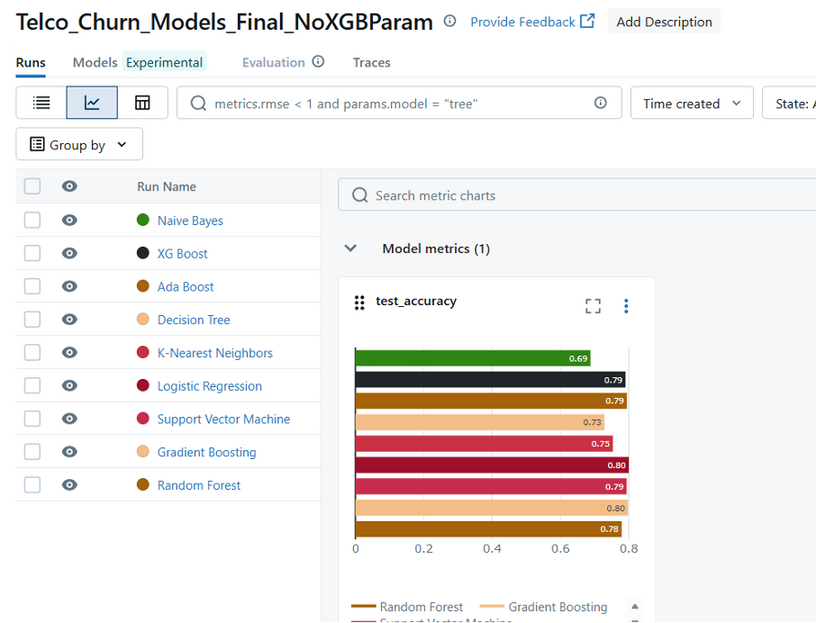 Telco_Churn_Models_Final_NoXGBParam Provide Feedback Add Description
Runs Models Experimental Evaluation Traces
metrics.rmse < 1 and params.model = "tree" Time created State: A
Group by
Run Name
Naive Bayes
XG Boost
Ada Boost
Decision Tree
K-Nearest Neighbors
Logistic Regression
Support Vector Machine
Gradient Boosting
Random Forest
Search metric charts
Model metrics (1)
test_accuracy
0.69
0.79
0.79
0.73
0.75
0.80
0.79
0.80
0.78
0 0.2 0.4 0.6 0.8
Random Forest Gradient Boosting
Support Vector Machine